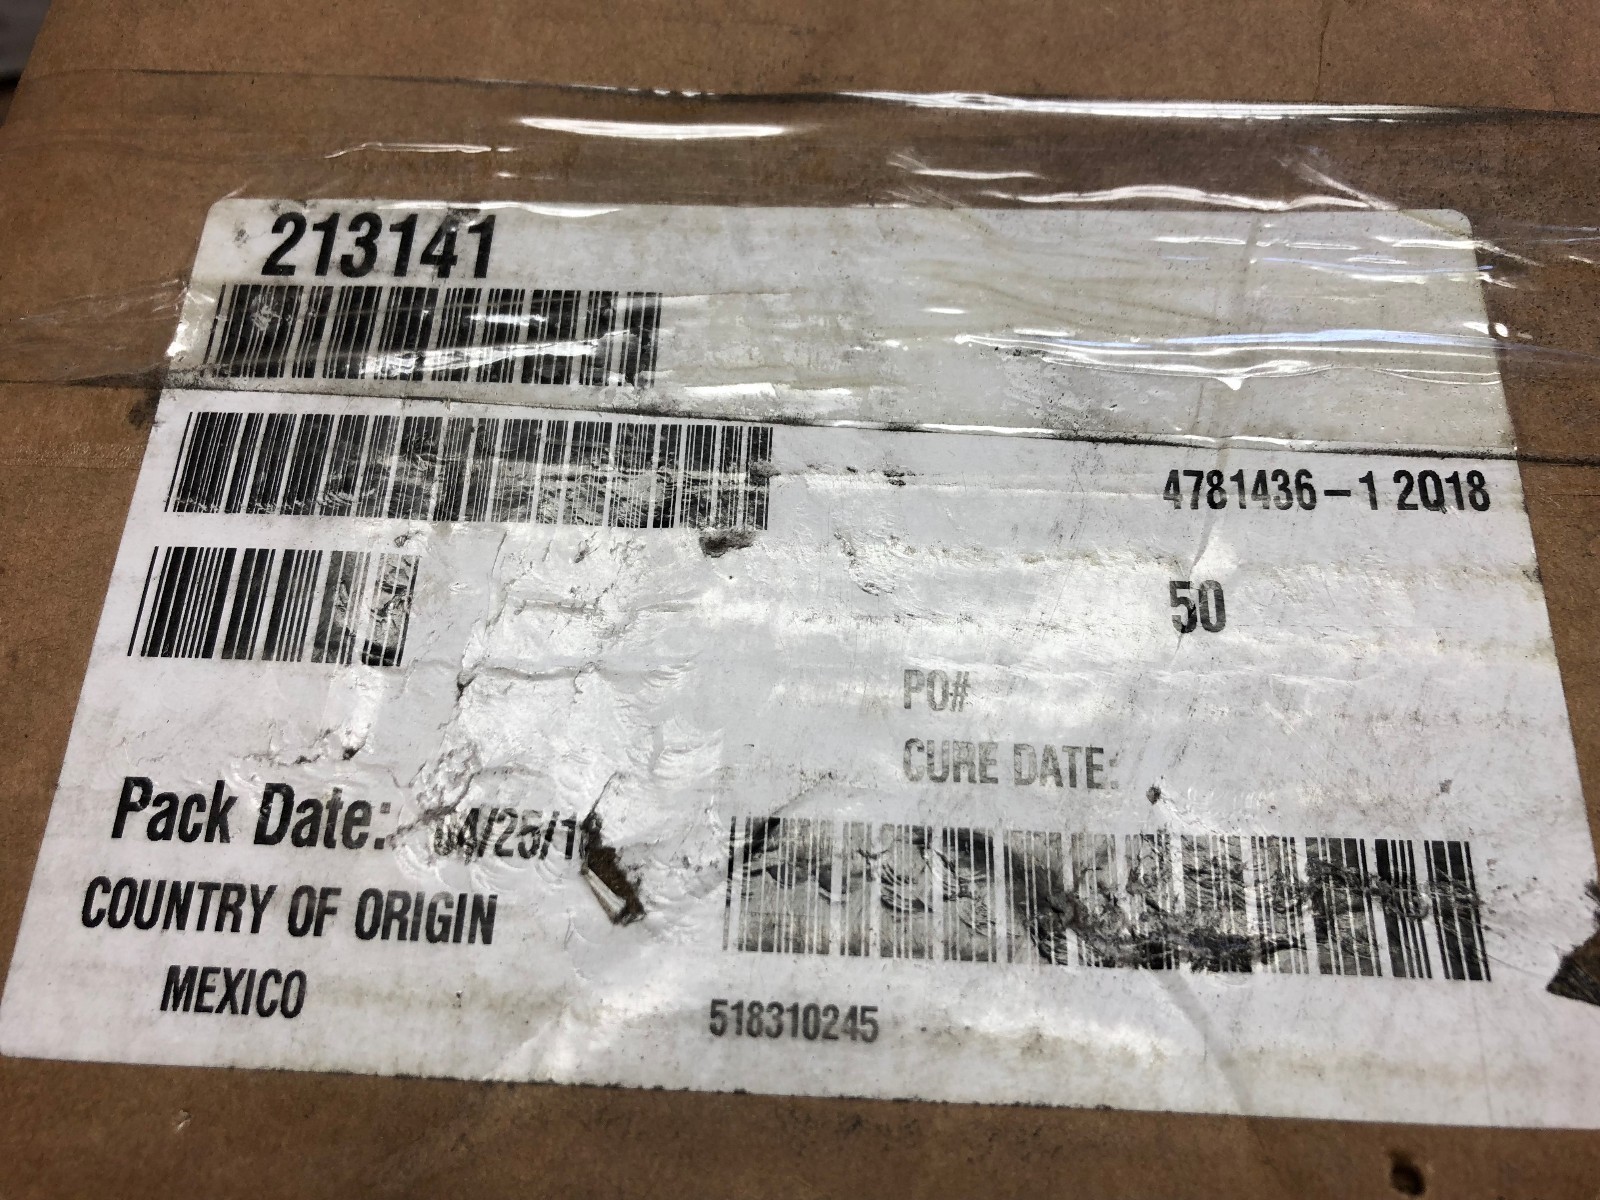 213141
4781436-1 2Q18
50
PO#
CURE DATE:
Pack Date:
COUNTRY OF ORIGIN
MEXICO
518310245